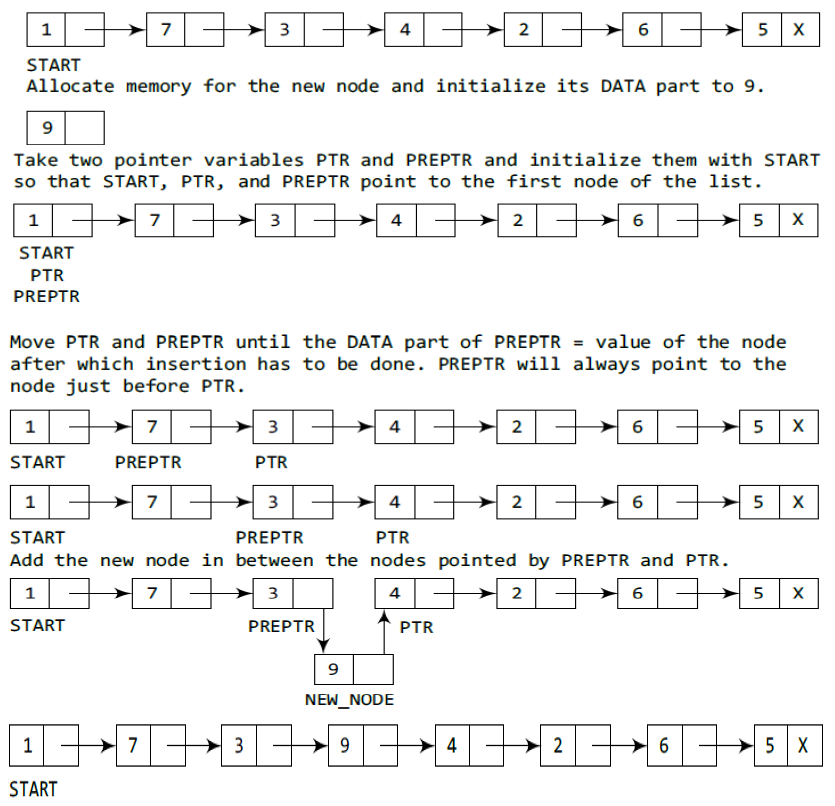 1 7 3 4 2 6 5 X
START
Allocate memory for the new node and initialize its DATA part to 9.
9
Take two pointer variables PTR and PREPTR and initialize them with START
so that START, PTR, and PREPTR point to the first node of the list.
1 7 3 4 2 6 5 X
START
PTR
PREPTR
Move PTR and PREPTR until the DATA part of PREPTR = value of the node
after which insertion has to be done. PREPTR will always point to the
node just before PTR.
1 7 3 4 2 6 5 X
START PREPTR PTR
1 7 3 4 2 6 5 X
START PREPTR PTR
Add the new node in between the nodes pointed by PREPTR and PTR.
1 7 3 4 2 6 5 X
START PREPTR PTR
9
NEW_NODE
1 7 3 9 4 2 6 5 X
START